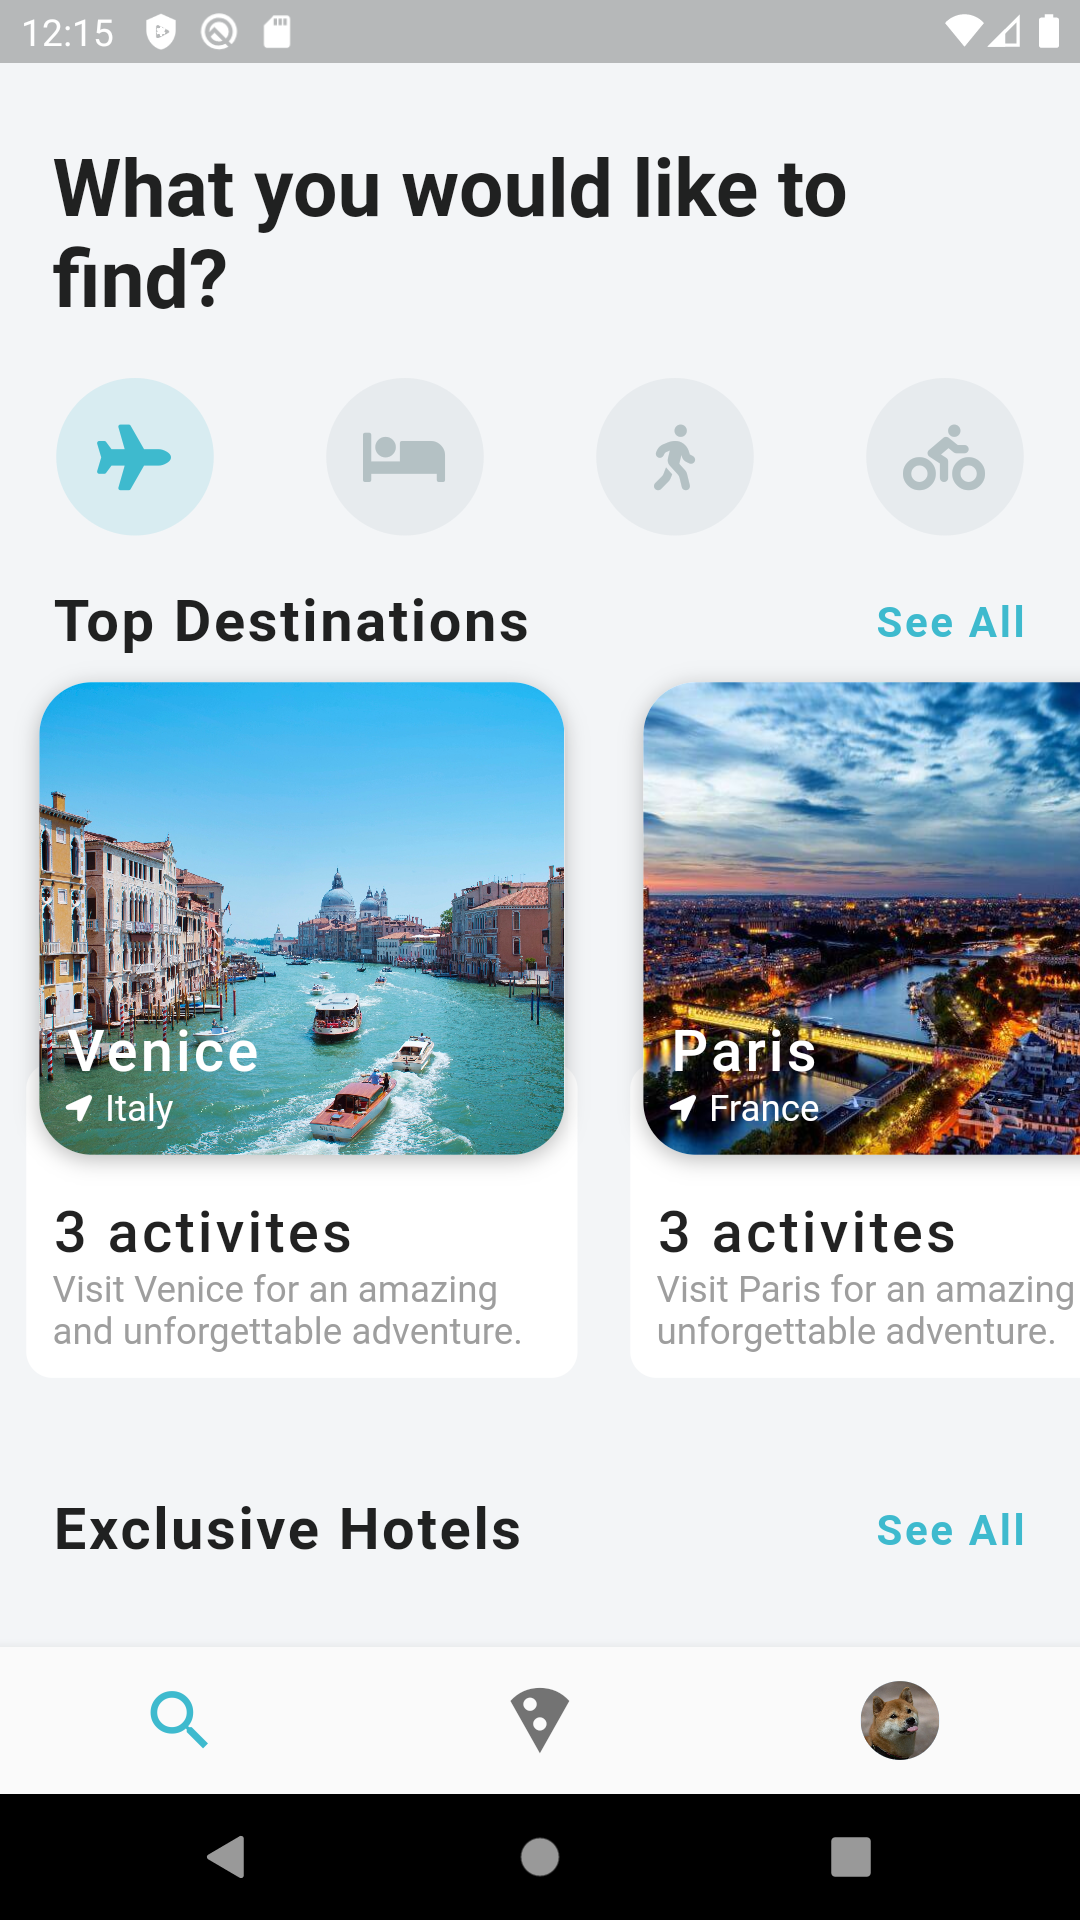 12:15
What you would like to
find?
Top Destinations
See All
Venice
Italy
Paris
France
3 activites
Visit Venice for an amazing
and unforgettable adventure.
3 activites
Visit Paris for an amazing
unforgettable adventure.
Exclusive Hotels
See All